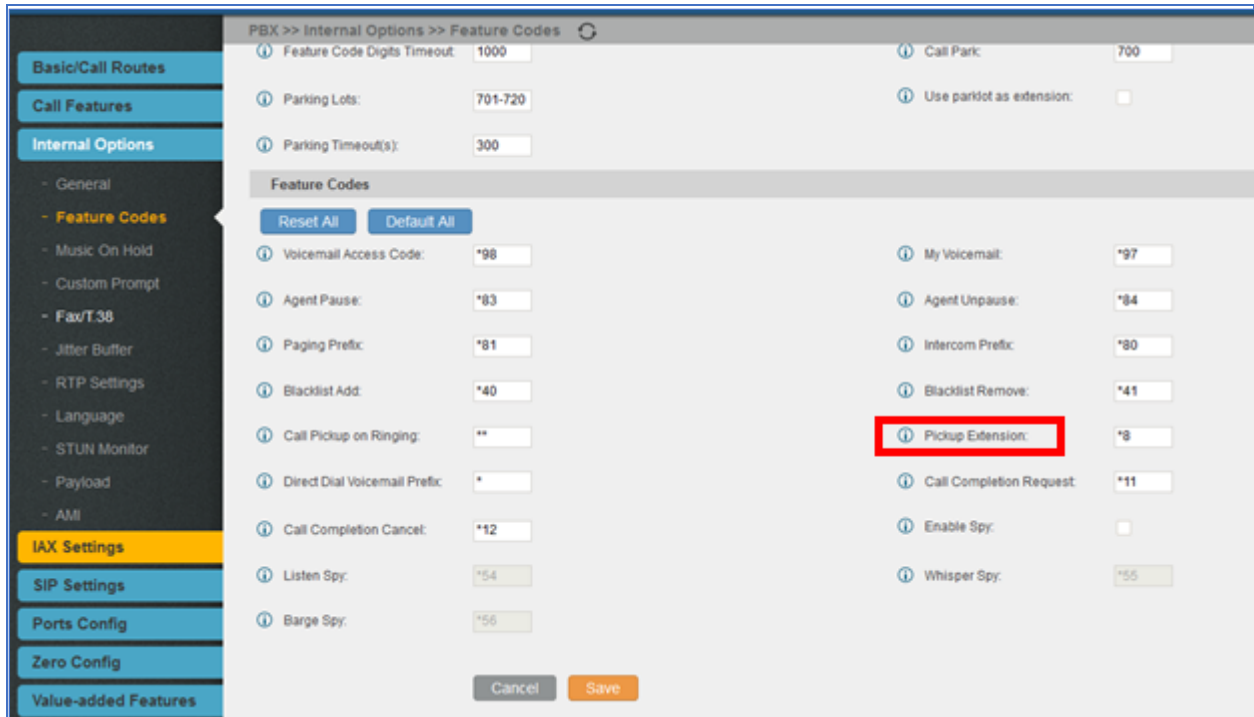 PBX >> Internal Options >> Feature Codes
Basic/Call Routes
Call Features
Internal Options
- General
- Feature Codes
- Music On Hold
- Custom Prompt
- Fax/T.38
- Jitter Buffer
- RTP Settings
- Language
- STUN Monitor
- Payload
- AMI
IAX Settings
SIP Settings
Ports Config
Zero Config
Value-added Features
Feature Code Digits Timeout: 1000 Call Park: 700
Parking Lots: 701-720 Use parklot as extension:
Parking Timeout(s): 300
Feature Codes
Reset All Default All
Voicemail Access Code: *98 My Voicemail: *97
Agent Pause: *83 Agent Unpause: *84
Paging Prefix: *81 Intercom Prefix: *80
Blacklist Add: *40 Blacklist Remove: *41
Call Pickup on Ringing: ** Pickup Extension: *8
Direct Dial Voicemail Prefix: * Call Completion Request: *11
Call Completion Cancel: *12 Enable Spy:
Listen Spy: *54 Whisper Spy: *55
Barge Spy: *56
Cancel Save